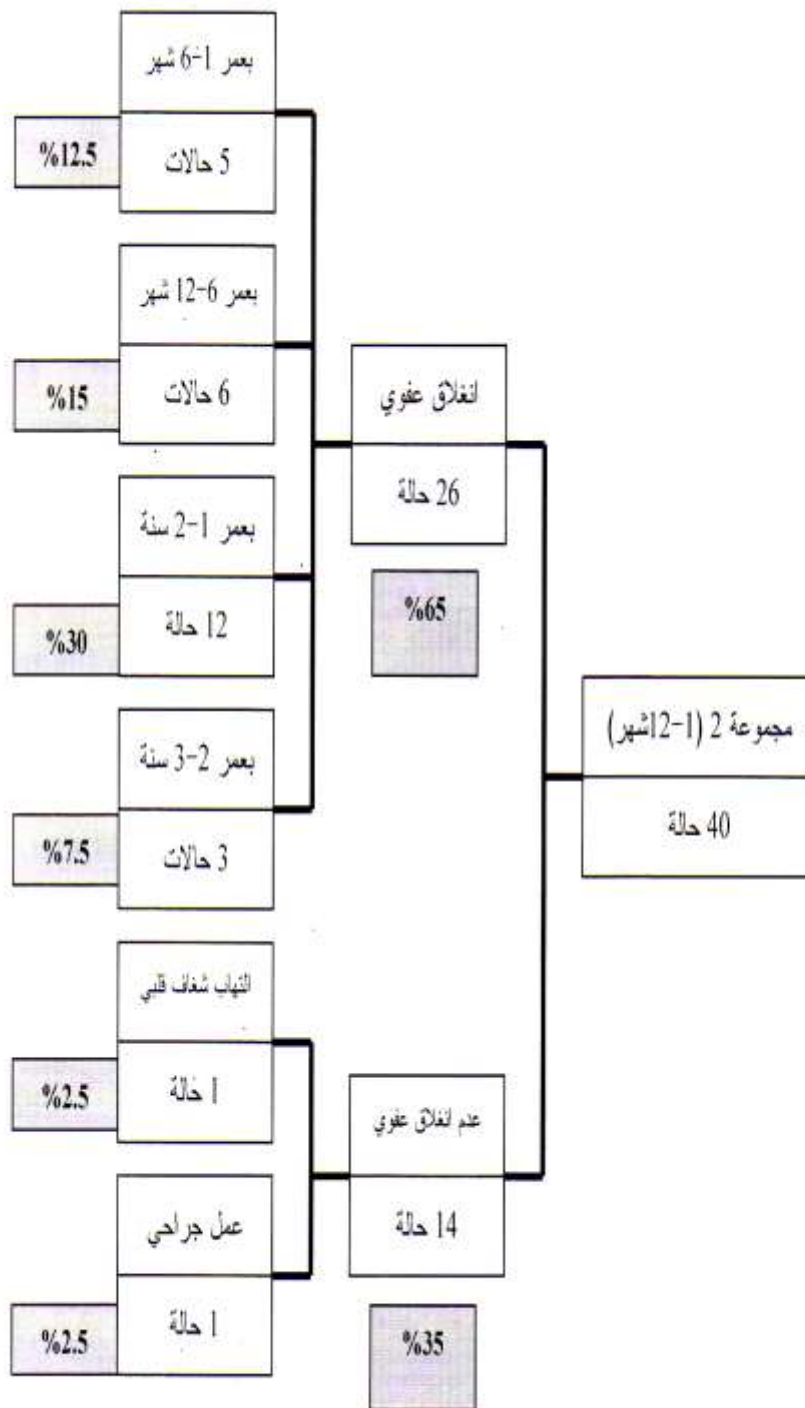 مجموعة 2 (1-12شهر)
40 حالة
انغلاق عفوي
26 حالة
%65
بعمر 1-6 شهر
5 حالات
%12.5
بعمر 6-12 شهر
6 حالات
%15
بعمر 1-2 سنة
12 حالة
%30
بعمر 2-3 سنة
3 حالات
%7.5
عدم انغلاق عفوي
14 حالة
%35
التهاب شغاف قلبي
1 حالة
%2.5
عمل جراحي
1 حالة
%2.5